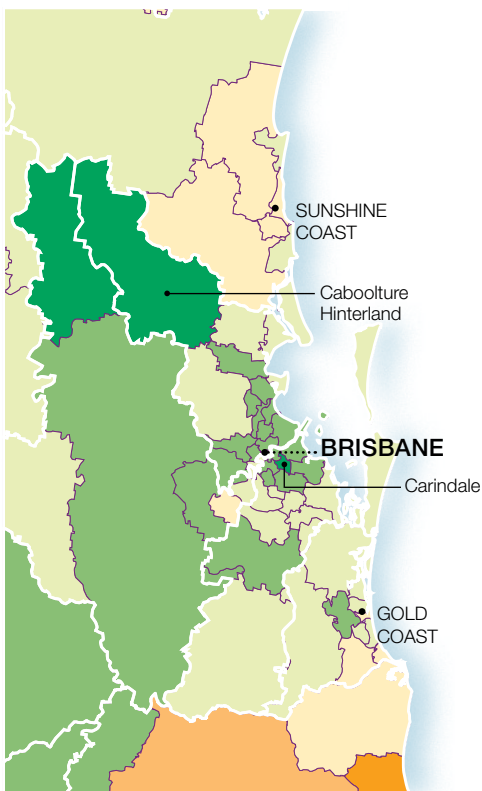 SUNSHINE
COAST
Caboolture
Hinterland
BRISBANE
Carindale
GOLD
COAST